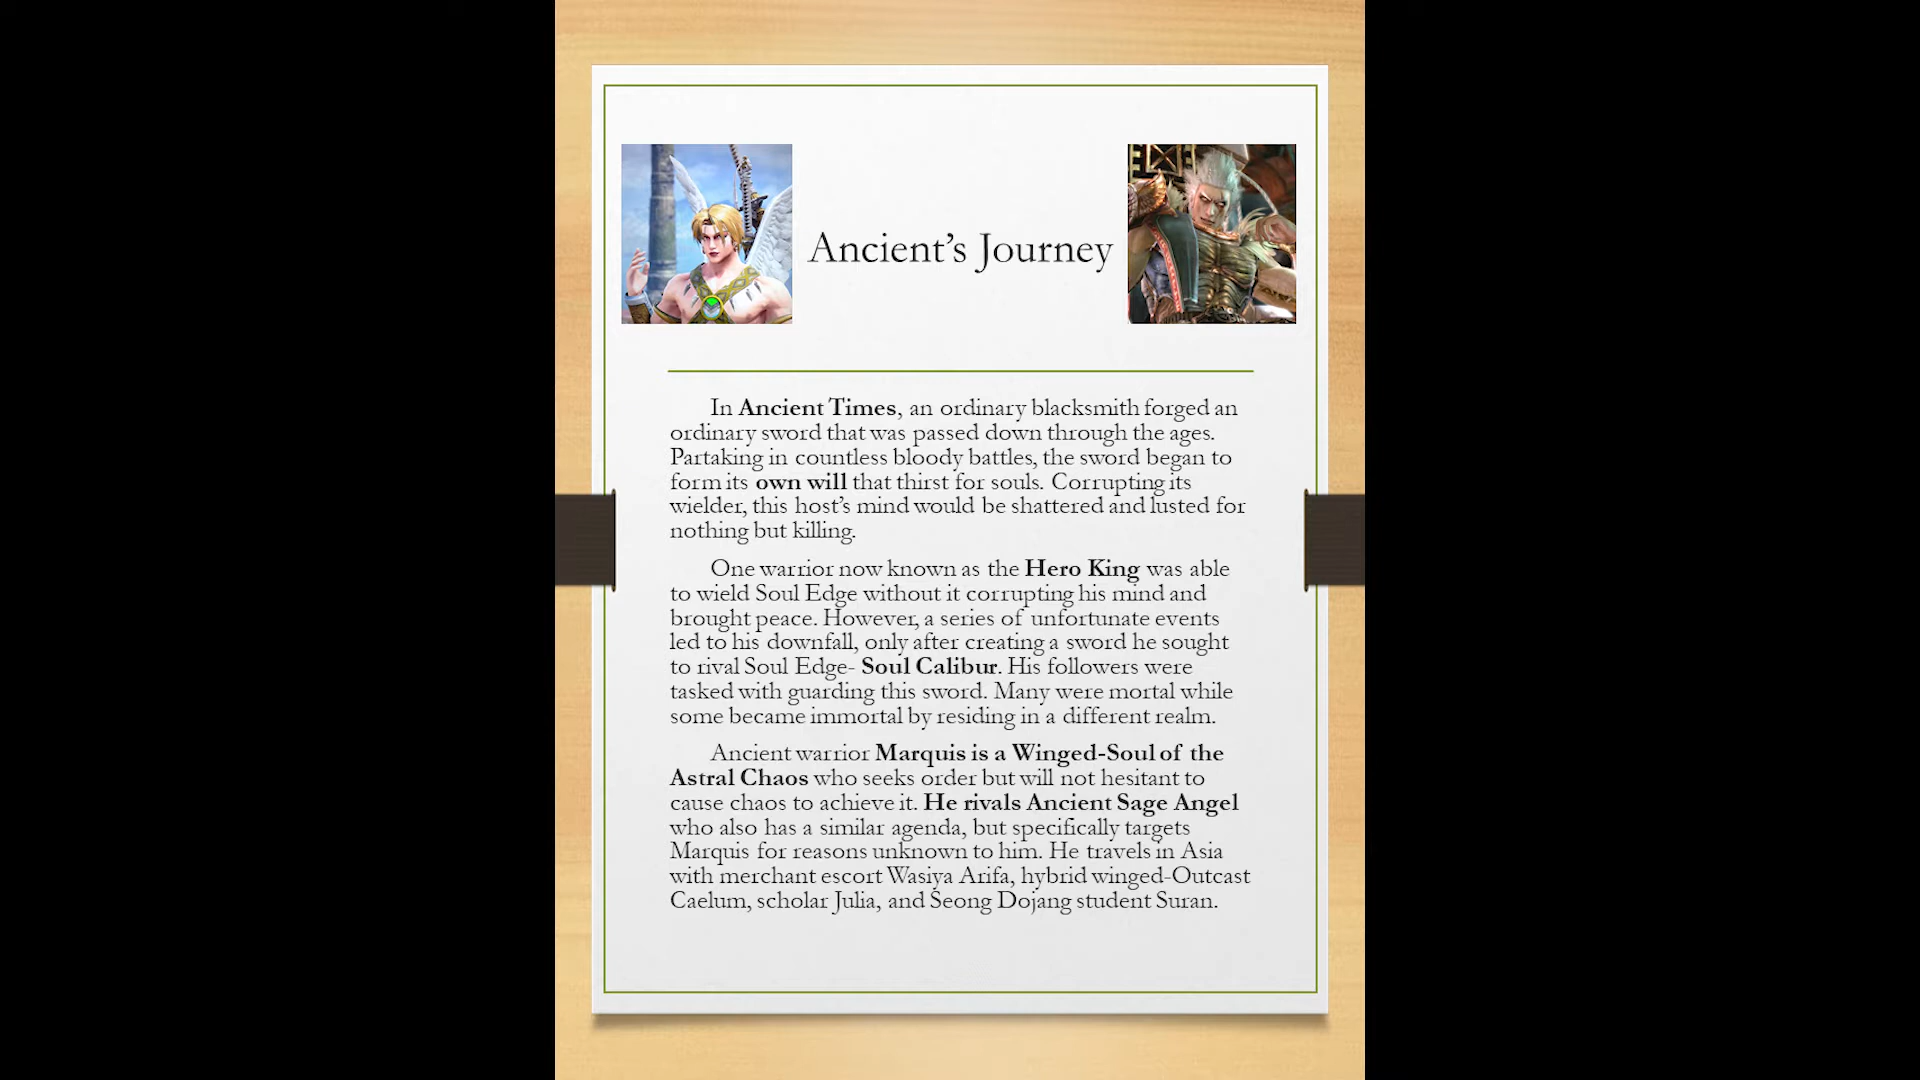 Ancient’s Journey
In Ancient Times, an ordinary blacksmith forged an
ordinary sword that was passed down through the ages.
Partaking in countless bloody battles, the sword began to
form its own will that thirst for souls. Corrupting its
wielder, this host’s mind would be shattered and lusted for
nothing but killing.
One warrior now known as the Hero King was able
to wield Soul Edge without it corrupting his mind and
brought peace. However, a series of unfortunate events
led to his downfall, only after creating a sword he sought
to rival Soul Edge- Soul Calibur. His followers were
tasked with guarding this sword. Many were mortal while
some became immortal by residing in a different realm.
Ancient warrior Marquis is a Winged-Soul of the
Astral Chaos who seeks order but will not hesitant to
cause chaos to achieve it. He rivals Ancient Sage Angel
who also has a similar agenda, but specifically targets
Marquis for reasons unknown to him. He travels in Asia
with merchant escort Wasiya Arifa, hybrid winged-Outcast
Caelum, scholar Julia, and Seong Dojang student Suran.